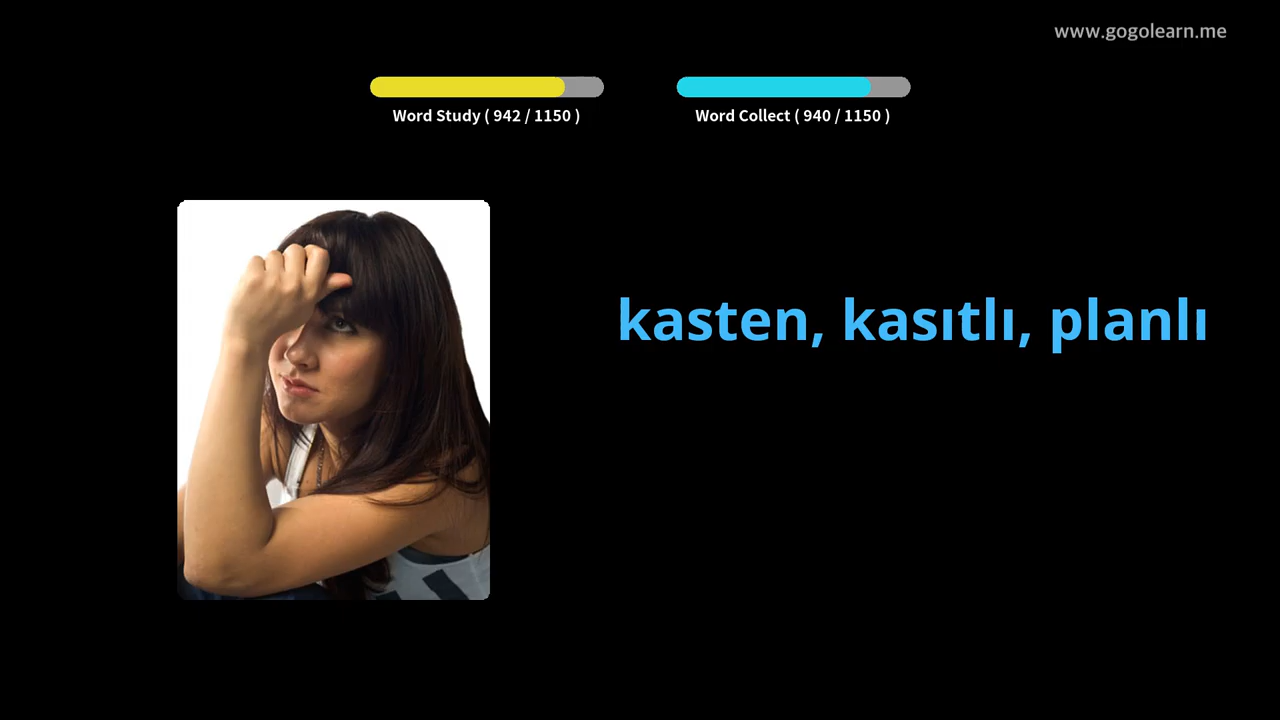 www.gogolearn.me
Word Study ( 942 / 1150 )
Word Collect ( 940 / 1150 )
kasten, kasıtlı, planlı